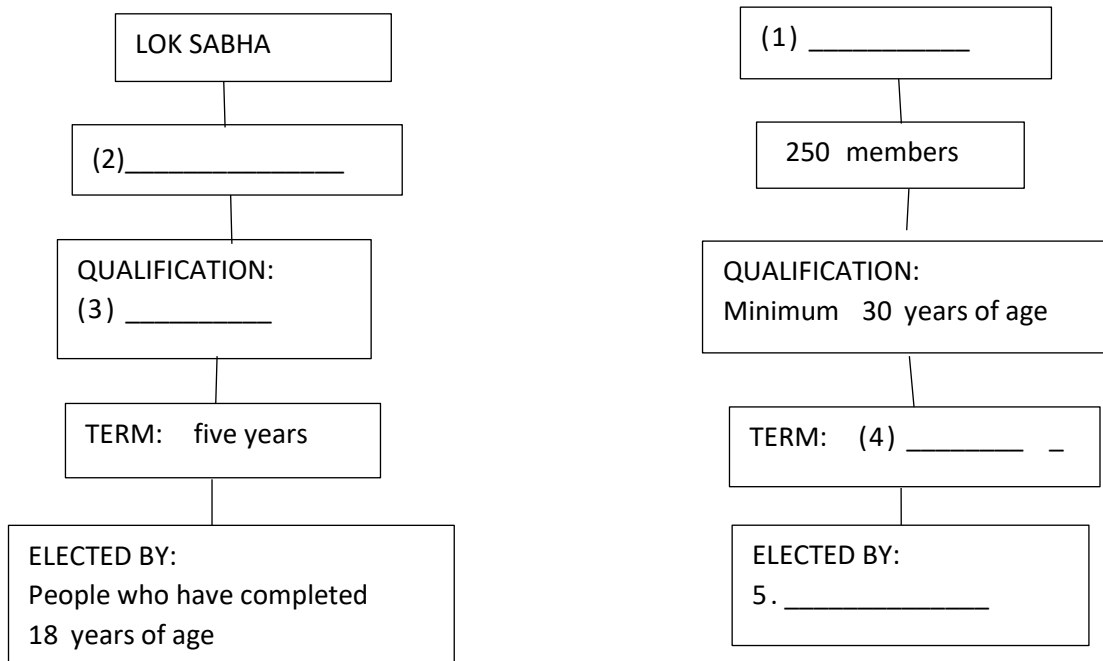 LOK SABHA
(2)_______________
QUALIFICATION:
(3) __________
TERM: five years
ELECTED BY:
People who have completed
18 years of age
(1) ___________
250 members
QUALIFICATION:
Minimum 30 years of age
TERM: (4) ________ _
ELECTED BY:
5. ______________